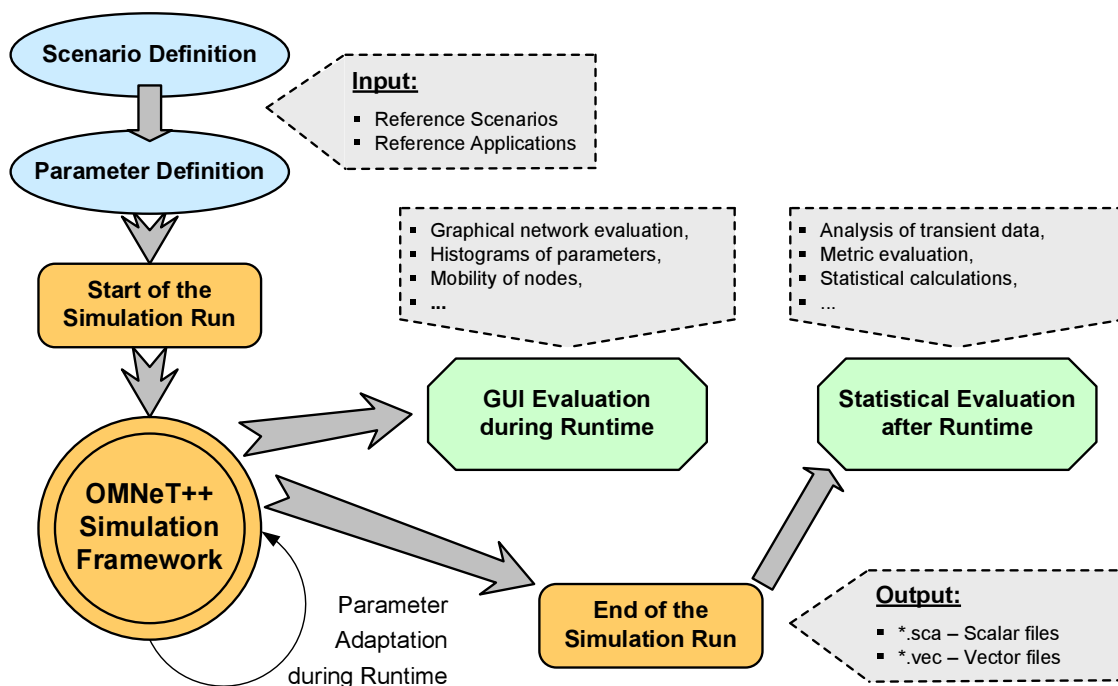 Scenario Definition
Input:
▪ Reference Scenarios
▪ Reference Applications
Parameter Definition
▪ Graphical network evaluation,
▪ Histograms of parameters,
▪ Mobility of nodes,
▪ ...
▪ Analysis of transient data,
▪ Metric evaluation,
▪ Statistical calculations,
▪ ...
Start of the
Simulation Run
GUI Evaluation
during Runtime
Statistical Evaluation
after Runtime
OMNeT++
Simulation
Framework
Parameter
Adaptation
during Runtime
End of the
Simulation Run
Output:
▪ *.sca – Scalar files
▪ *.vec – Vector files